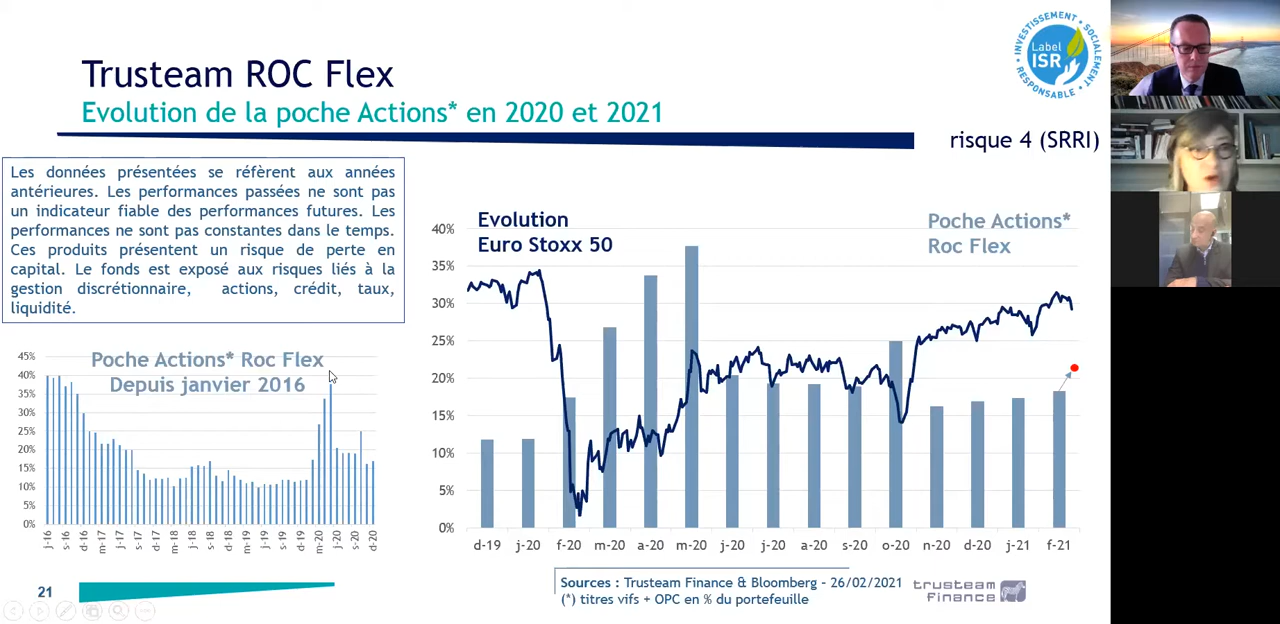 Trusteam ROC Flex
Evolution de la poche Actions* en 2020 et 2021
INVESTISSEMENT SOCIALEMENT RESPONSABLE
Label
ISR
risque 4 (SRRI)
Les données présentées se réfèrent aux années
antérieures. Les performances passées ne sont pas
un indicateur fiable des performances futures. Les
performances ne sont pas constantes dans le temps.
Ces produits présentent un risque de perte en
capital. Le fonds est exposé aux risques liés à la
gestion discrétionnaire, actions, crédit, taux,
liquidité.
Poche Actions* Roc Flex
Depuis janvier 2016
45%
40%
35%
30%
25%
20%
15%
10%
5%
0%
j-16 s-16 d-16 m-17 j-17 s-17 d-17 m-18 j-18 s-18 d-18 m-19 j-19 s-19 d-19 m-20 j-20 s-20 d-20
Evolution
Euro Stoxx 50
Poche Actions*
Roc Flex
40%
35%
30%
25%
20%
15%
10%
5%
0%
d-19 j-20 f-20 m-20 a-20 m-20 j-20 j-20 a-20 s-20 o-20 n-20 d-20 j-21 f-21
21
Sources : Trusteam Finance & Bloomberg - 26/02/2021
(*) titres vifs + OPC en % du portefeuille
trusteam
finance